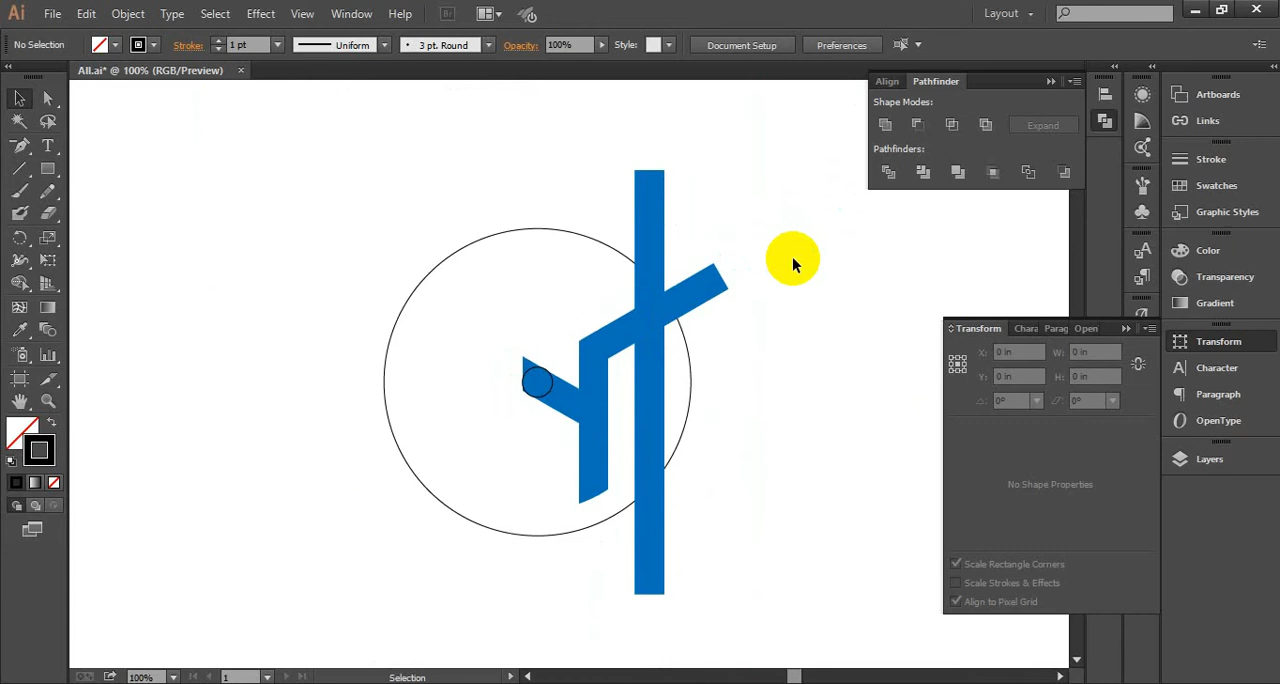 Ai File Edit Object Type Select Effect View Window Help Br Layout
No Selection Stroke: 1 pt Uniform 3 pt. Round Opacity: 100% Style: Document Setup Preferences
All.ai* @ 100% (RGB/Preview) ×
Align Pathfinder
Shape Modes:
Expand
Pathfinders:
Artboards
Links
Stroke
Swatches
Graphic Styles
Color
Transparency
Gradient
Transform
Character
Paragraph
OpenType
Layers
Transform Chara Parag Open
X: 0 in W: 0 in
Y: 0 in H: 0 in
0° 0°
No Shape Properties
Scale Rectangle Corners
Scale Strokes & Effects
Align to Pixel Grid
100% 1 Selection